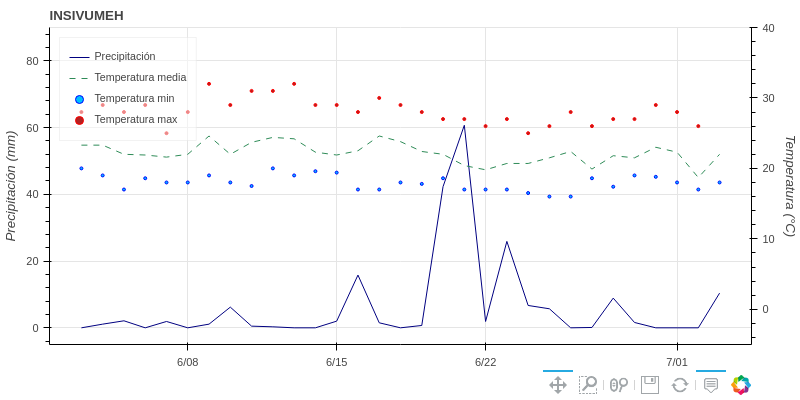 INSIVUMEH
Precipitación
Temperatura media
Temperatura min
Temperatura max
Precipitación (mm)
80
60
40
20
0
Temperatura (°C)
40
30
20
10
0
6/08
6/15
6/22
7/01